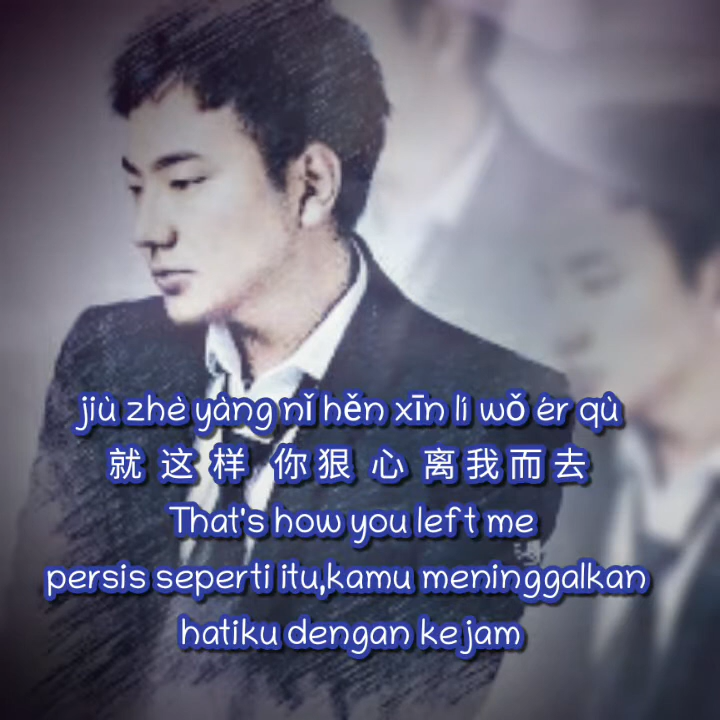 jiù zhè yàng nǐ hěn xīn lí wǒ ér qù
就 这 样 你 狠 心 离 我 而 去
That's how you left me
persis seperti itu,kamu meninggalkan
hatiku dengan kejam